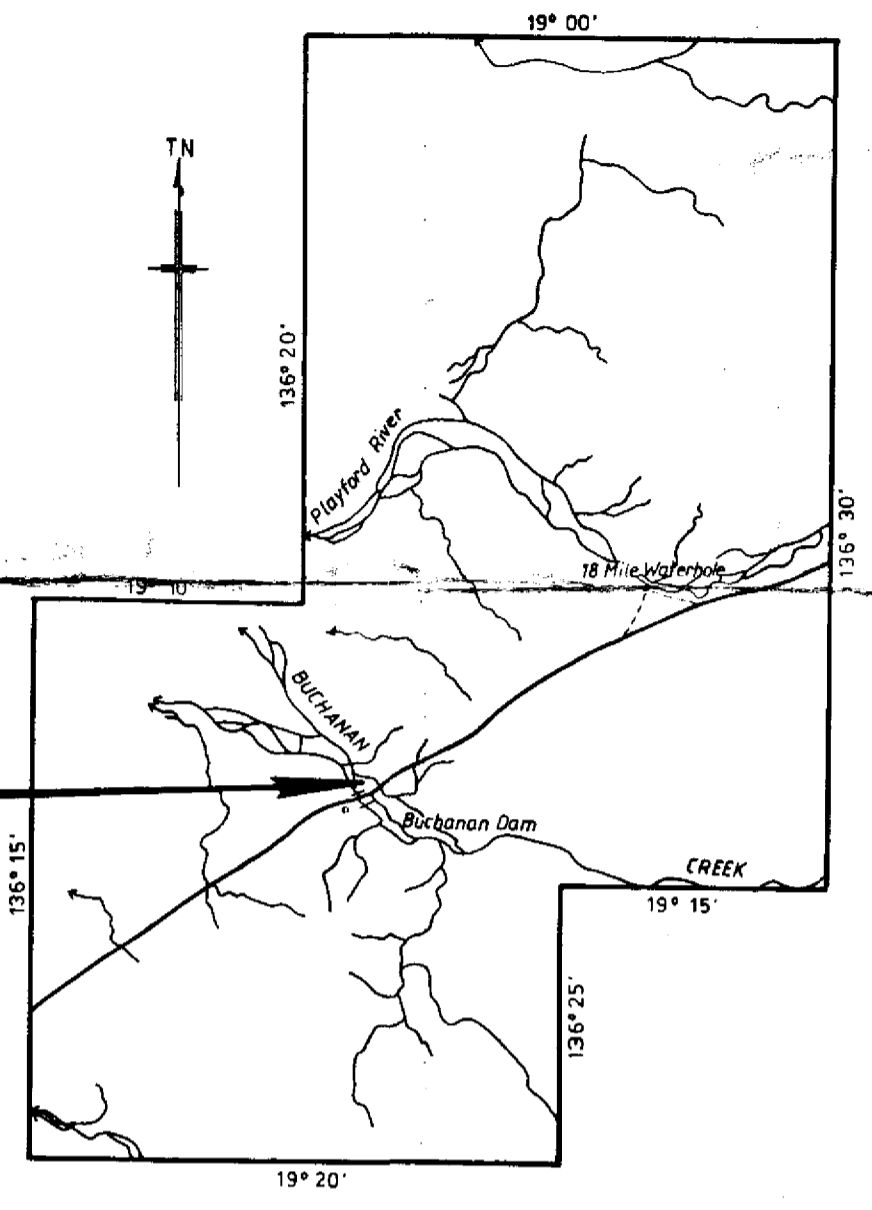 19° 00'
TN
136° 20'
Playford River
136° 30'
18 Mile Waterhole
19° 10'
BUCHANAN
Buchanan Dam
136° 15'
CREEK
19° 15'
136° 25'
19° 20'